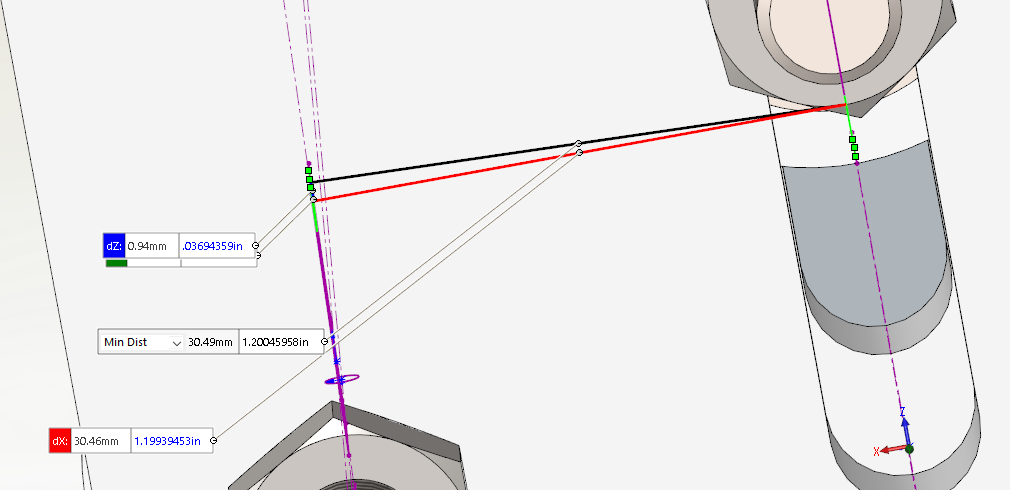 dZ: 0.94mm .03694359in
Min Dist 30.49mm 1.20045958in
dX: 30.46mm 1.19939453in
Z
X